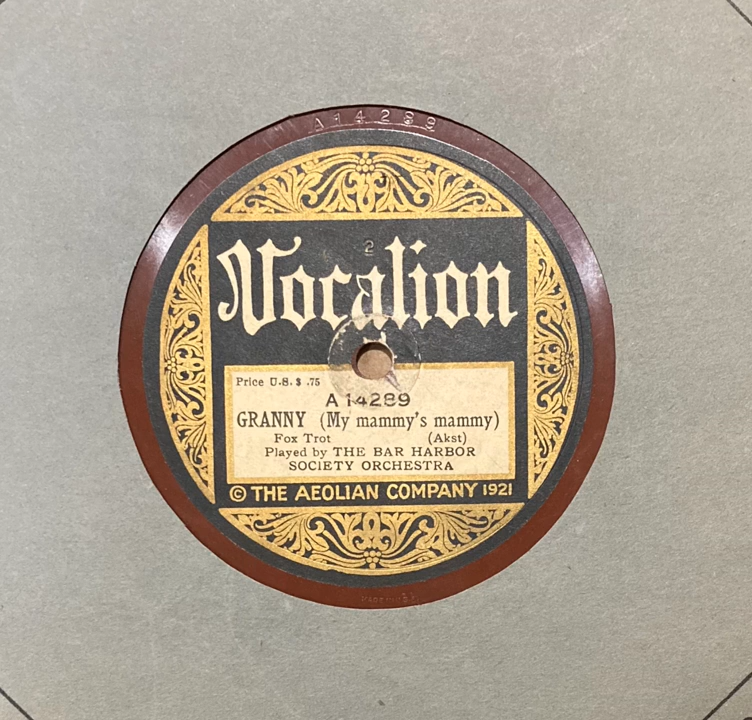 A14289
2
Vocalion
Price U.S. $ .75
A 14289
GRANNY (My mammy's mammy)
Fox Trot (Akst)
Played by THE BAR HARBOR
SOCIETY ORCHESTRA
© THE AEOLIAN COMPANY 1921